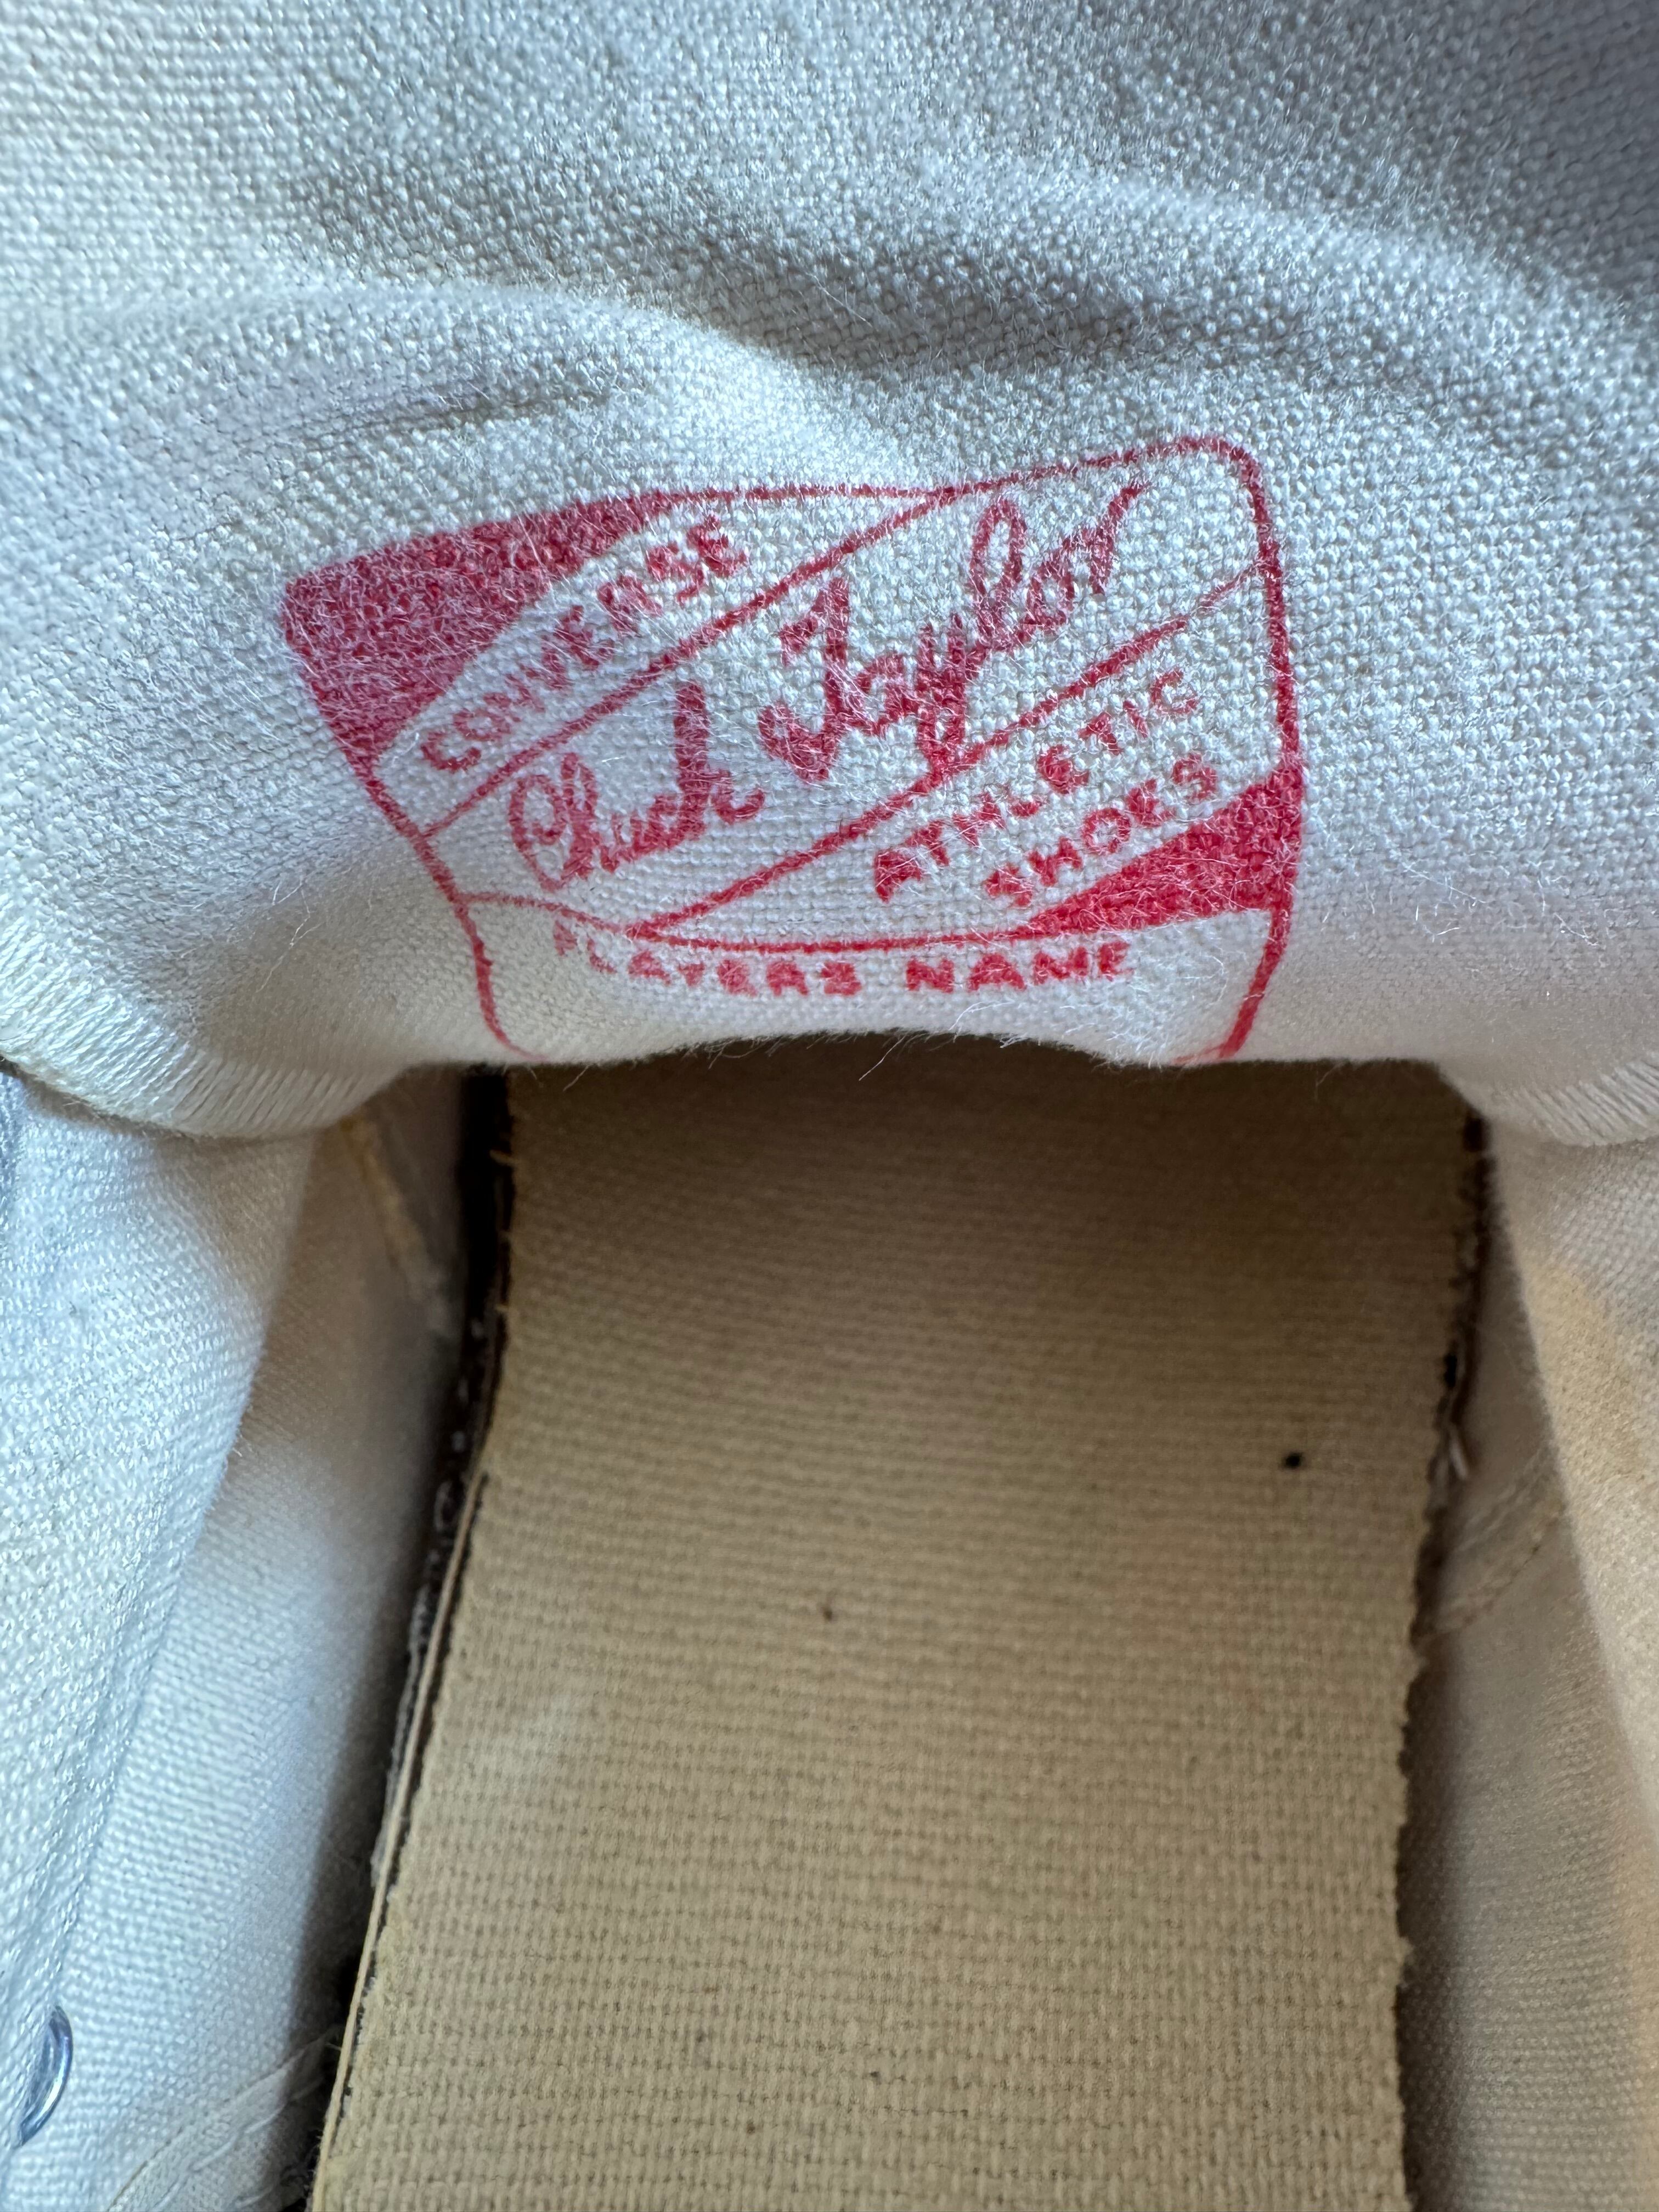 CONVERSE
Chuck Taylor
ATHLETIC
SHOES
PLAYERS NAME